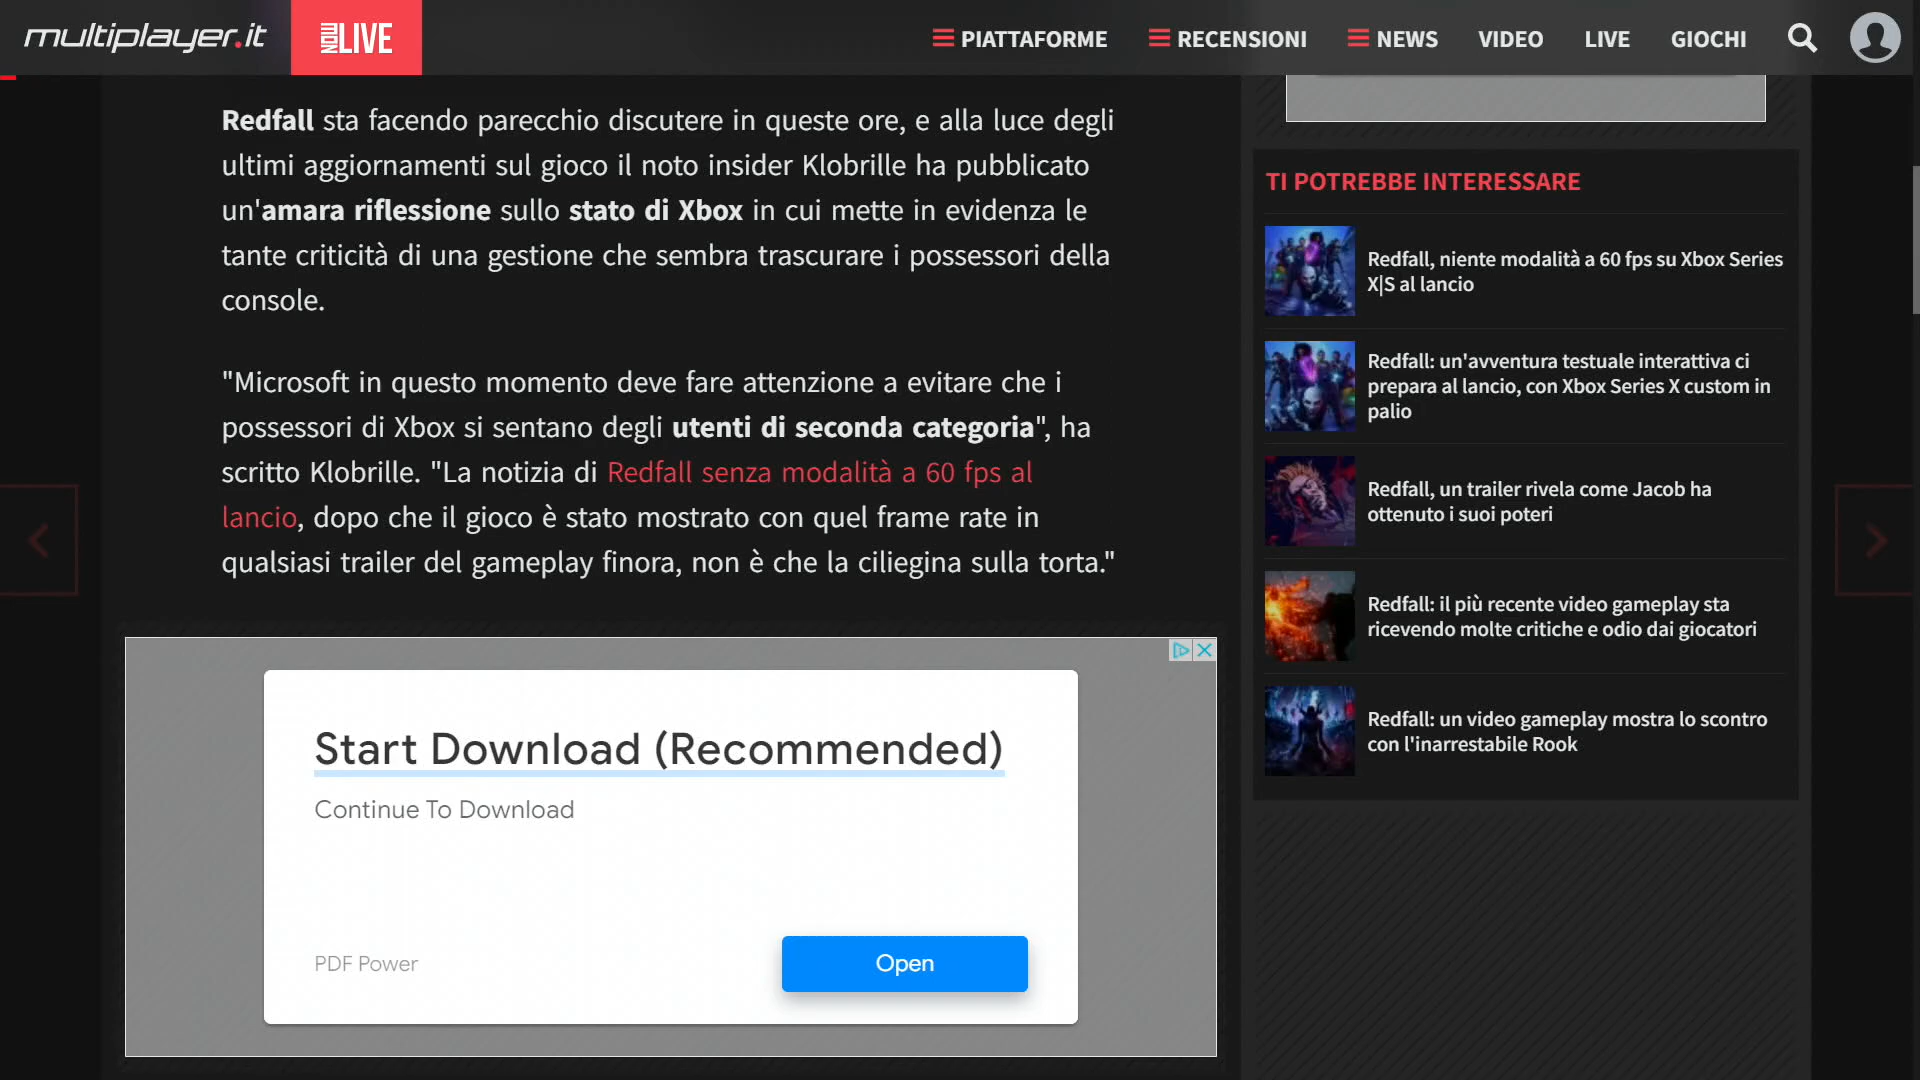 multiplayer.it
MON LIVE
PIATTAFORME
RECENSIONI
NEWS
VIDEO
LIVE
GIOCHI
Redfall sta facendo parecchio discutere in queste ore, e alla luce degli
ultimi aggiornamenti sul gioco il noto insider Klobrille ha pubblicato
un'amara riflessione sullo stato di Xbox in cui mette in evidenza le
tante criticità di una gestione che sembra trascurare i possessori della
console.
"Microsoft in questo momento deve fare attenzione a evitare che i
possessori di Xbox si sentano degli utenti di seconda categoria", ha
scritto Klobrille. "La notizia di Redfall senza modalità a 60 fps al
lancio, dopo che il gioco è stato mostrato con quel frame rate in
qualsiasi trailer del gameplay finora, non è che la ciliegina sulla torta."
Start Download (Recommended)
Continue To Download
PDF Power
Open
TI POTREBBE INTERESSARE
Redfall, niente modalità a 60 fps su Xbox Series
X|S al lancio
Redfall: un'avventura testuale interattiva ci
prepara al lancio, con Xbox Series X custom in
palio
Redfall, un trailer rivela come Jacob ha
ottenuto i suoi poteri
Redfall: il più recente video gameplay sta
ricevendo molte critiche e odio dai giocatori
Redfall: un video gameplay mostra lo scontro
con l'inarrestabile Rook